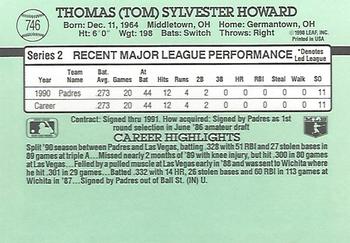 746
THOMAS (TOM) SYLVESTER HOWARD
Born: Dec. 11, 1964 Middletown, OH Home: Germantown, OH
Ht: 6'0" Wgt: 198 Bats: Switch Throws: Right
© 1990 LEAF, INC.
Printed in USA
Series 2 RECENT MAJOR LEAGUE PERFORMANCE *Denotes Led League
Bat. Avg G At Bat Hits Runs 2B 3B HR RBI Steal Walk SO
1990 Padres .273 20 44 12 4 2 0 0 0 0 0 11
Career .273 20 44 12 4 2 0 0 0 0 0 11
Contract: Signed thru 1991. How Acquired: Signed by Padres as 1st
round selection in June '86 amateur draft
CAREER HIGHLIGHTS
Split '90 season between Padres and Las Vegas, batting .328 with 51 RBI and 27 stolen bases in
89 games at triple A... Missed nearly 2 months of '89 with knee injury, but hit .300 in 80 games
at Las Vegas... Felled by a pulled muscle at Las Vegas early in '88 and was sent to Wichita where
he hit .301 in 103 games... Batted .332 with 14 HR, 26 stolen bases and 60 RBI in 113 games at
Wichita in '87... Signed by Padres out of Ball St. (IN) U.